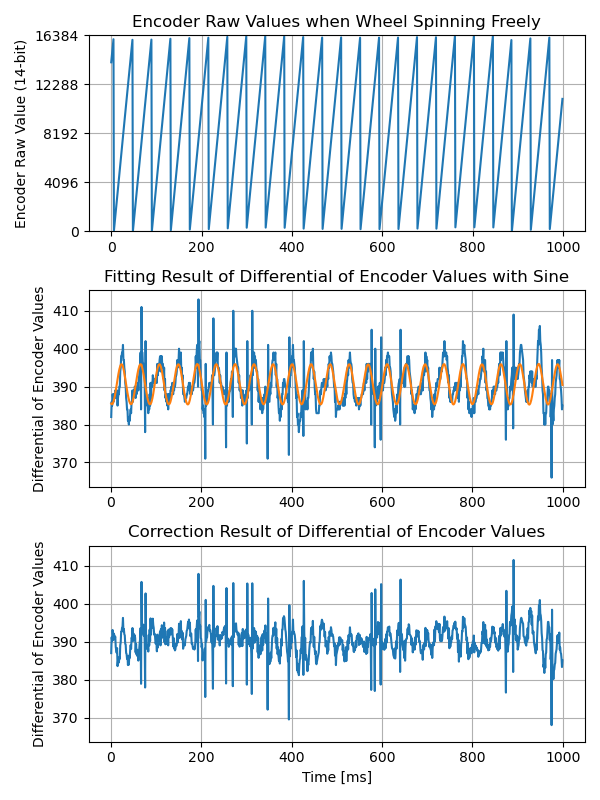 Encoder Raw Values when Wheel Spinning Freely
Encoder Raw Value (14-bit)
16384
12288
8192
4096
0
0 200 400 600 800 1000
Fitting Result of Differential of Encoder Values with Sine
Differential of Encoder Values
410
400
390
380
370
0 200 400 600 800 1000
Correction Result of Differential of Encoder Values
Differential of Encoder Values
410
400
390
380
370
0 200 400 600 800 1000
Time [ms]